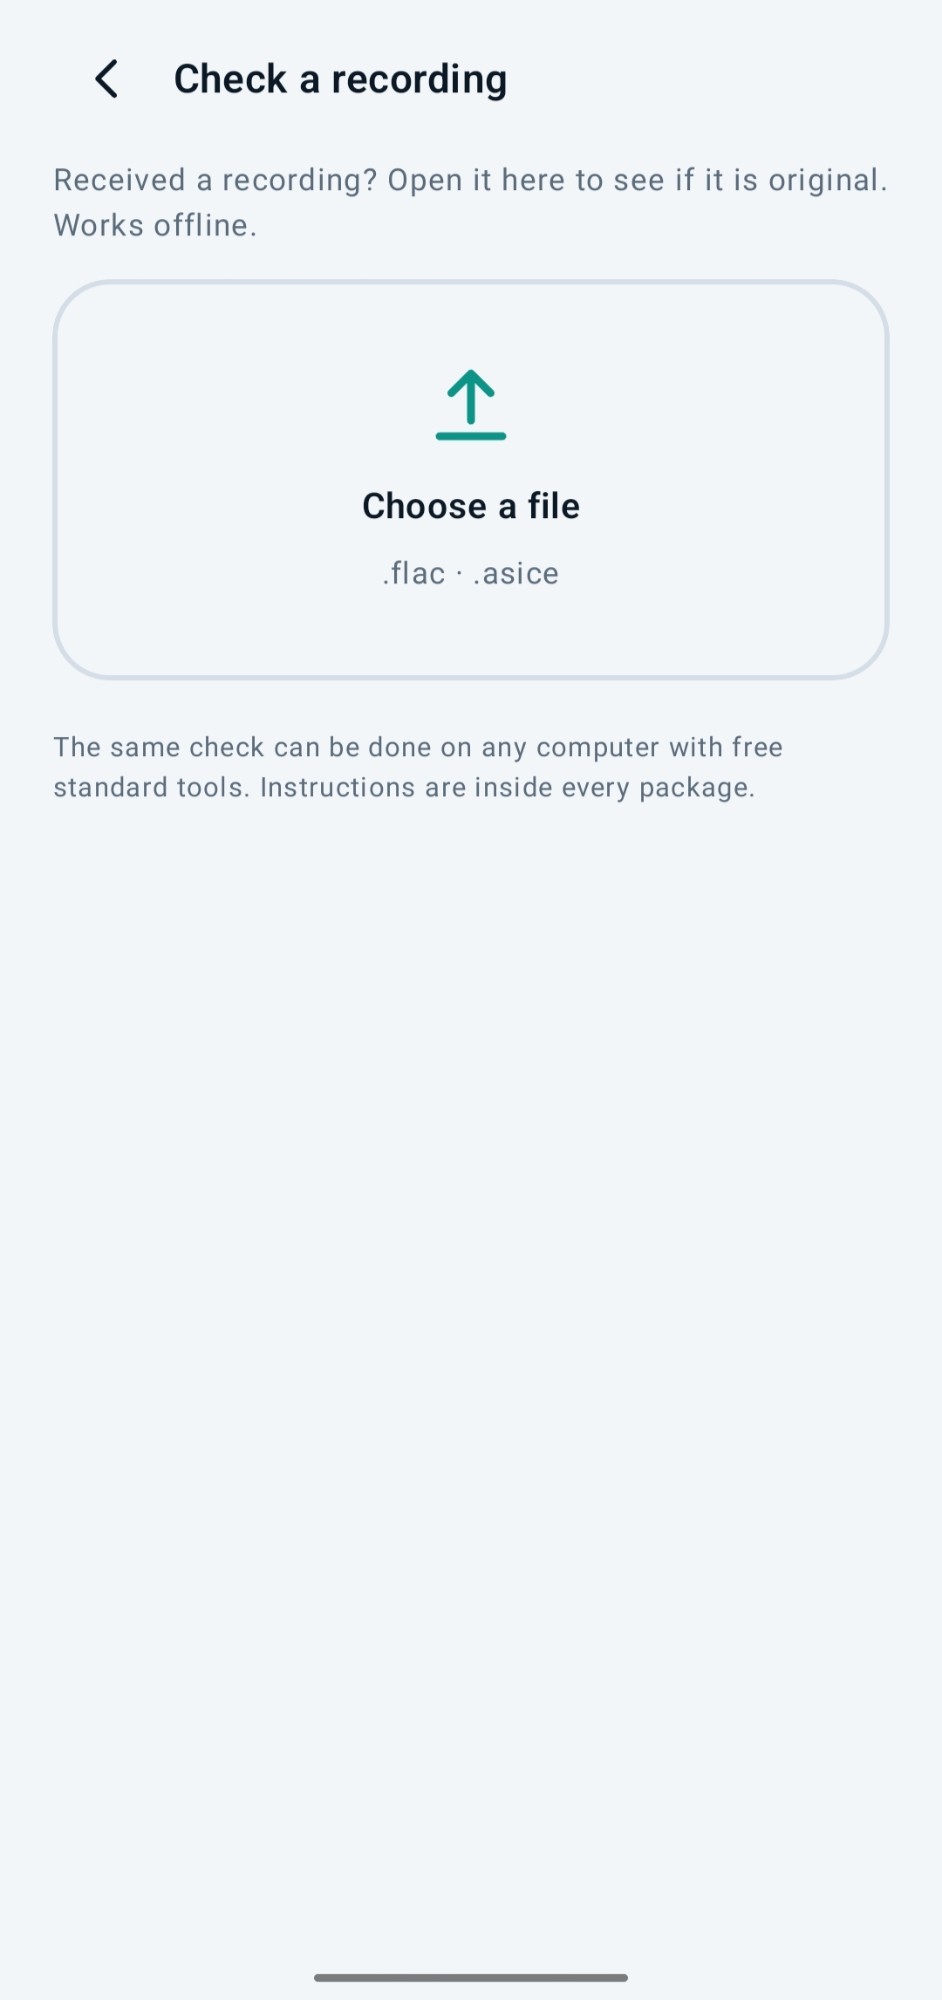 Check a recording
Received a recording? Open it here to see if it is original.
Works offline.
Choose a file
.flac · .asice
The same check can be done on any computer with free
standard tools. Instructions are inside every package.